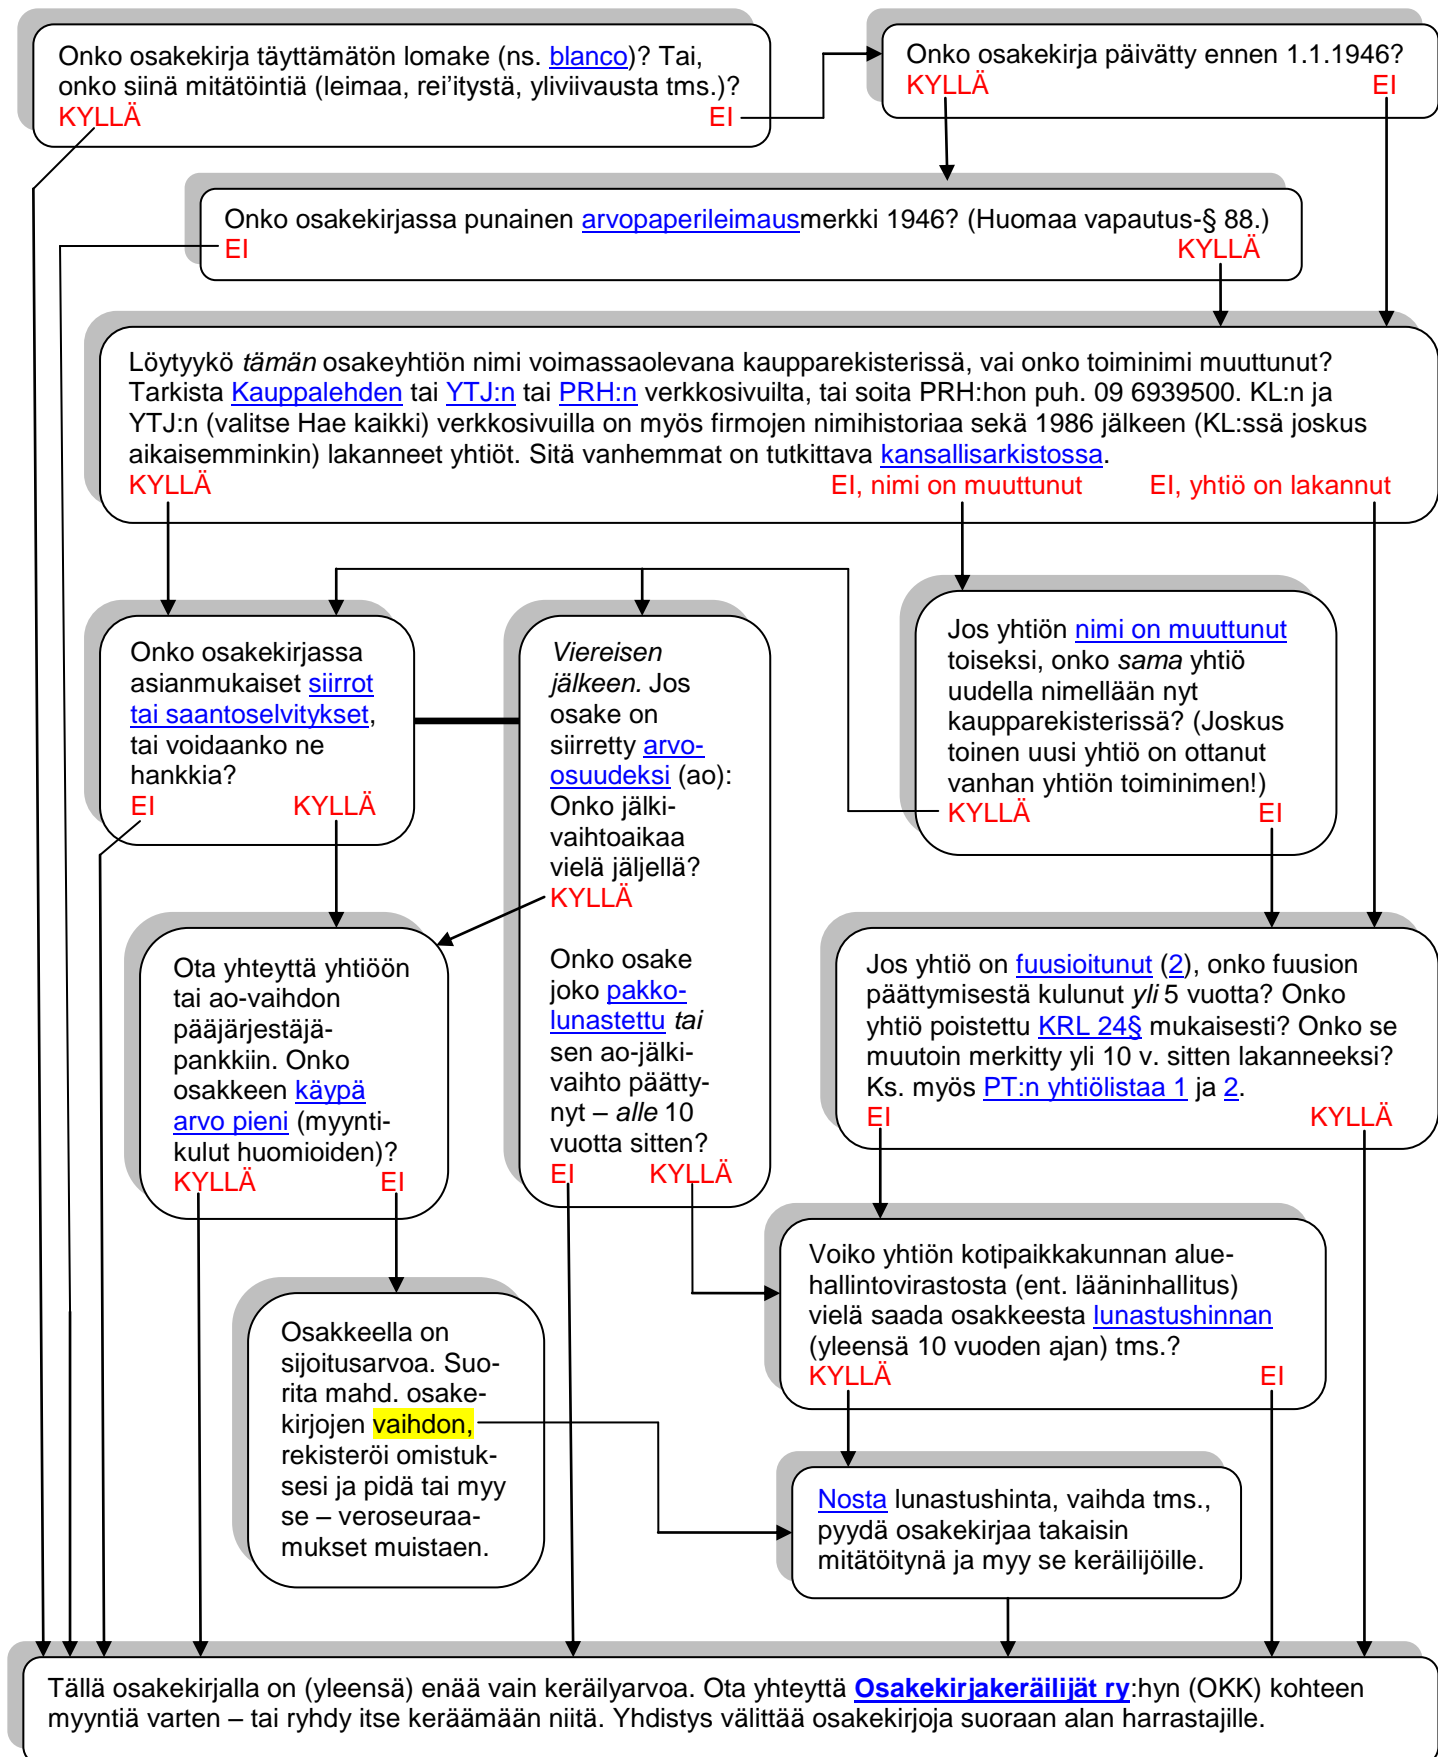 Onko osakekirja täyttämätön lomake (ns. blanco)? Tai,
onko siinä mitätöintiä (leimaa, rei'itystä, yliviivausta tms.)?
KYLLÄ EI
Onko osakekirja päivätty ennen 1.1.1946?
KYLLÄ EI
Onko osakekirjassa punainen arvopaperileimausmerkki 1946? (Huomaa vapautus-§ 88.)
EI KYLLÄ
Löytyykö tämän osakeyhtiön nimi voimassaolevana kaupparekisterissä, vai onko toiminimi muuttunut?
Tarkista Kauppalehden tai YTJ:n tai PRH:n verkkosivuilta, tai soita PRH:hon puh. 09 6939500. KL:n ja
YTJ:n (valitse Hae kaikki) verkkosivuilla on myös firmojen nimihistoriaa sekä 1986 jälkeen (KL:ssä joskus
aikaisemminkin) lakanneet yhtiöt. Sitä vanhemmat on tutkittava kansallisarkistossa.
KYLLÄ EI, nimi on muuttunut EI, yhtiö on lakannut
Onko osakekirjassa
asianmukaiset siirrot
tai saantoselvitykset,
tai voidaanko ne
hankkia?
EI KYLLÄ
Viereisen
jälkeen. Jos
osake on
siirretty arvo-
osuudeksi (ao):
Onko jälki-
vaihtoaikaa
vielä jäljellä?
KYLLÄ
Onko osake
joko pakko-
lunastettu tai
sen ao-jälki-
vaihto päätty-
nyt – alle 10
vuotta sitten?
EI KYLLÄ
Jos yhtiön nimi on muuttunut
toiseksi, onko sama yhtiö
uudella nimellään nyt
kaupparekisterissä? (Joskus
toinen uusi yhtiö on ottanut
vanhan yhtiön toiminimen!)
KYLLÄ EI
Ota yhteyttä yhtiöön
tai ao-vaihdon
pääjärjestäjä-
pankkiin. Onko
osakkeen käypä
arvo pieni (myynti-
kulut huomioiden)?
KYLLÄ EI
Jos yhtiö on fuusioitunut (2), onko fuusion
päättymisestä kulunut yli 5 vuotta? Onko
yhtiö poistettu KRL 24§ mukaisesti? Onko se
muutoin merkitty yli 10 v. sitten lakanneeksi?
Ks. myös PT:n yhtiölistaa 1 ja 2.
EI KYLLÄ
Voiko yhtiön kotipaikkakunnan alue-
hallintovirastosta (ent. lääninhallitus)
vielä saada osakkeesta lunastushinnan
(yleensä 10 vuoden ajan) tms.?
KYLLÄ EI
Osakkeella on
sijoitusarvoa. Suo-
rita mahd. osake-
kirjojen vaihdon,
rekisteröi omistuk-
sesi ja pidä tai myy
se – veroseuraa-
mukset muistaen.
Nosta lunastushinta, vaihda tms.,
pyydä osakekirjaa takaisin
mitätöitynä ja myy se keräilijöille.
Tällä osakekirjalla on (yleensä) enää vain keräilyarvoa. Ota yhteyttä Osakekirjakeräilijät ry:hyn (OKK) kohteen
myyntiä varten – tai ryhdy itse keräämään niitä. Yhdistys välittää osakekirjoja suoraan alan harrastajille.